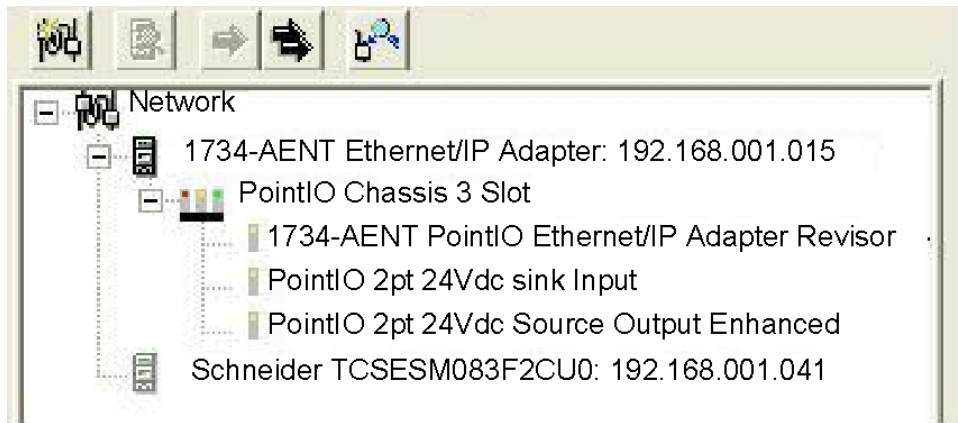 Network
1734-AENT Ethernet/IP Adapter: 192.168.001.015
PointIO Chassis 3 Slot
1734-AENT PointIO Ethernet/IP Adapter Revisor
PointIO 2pt 24Vdc sink Input
PointIO 2pt 24Vdc Source Output Enhanced
Schneider TCSESM083F2CU0: 192.168.001.041